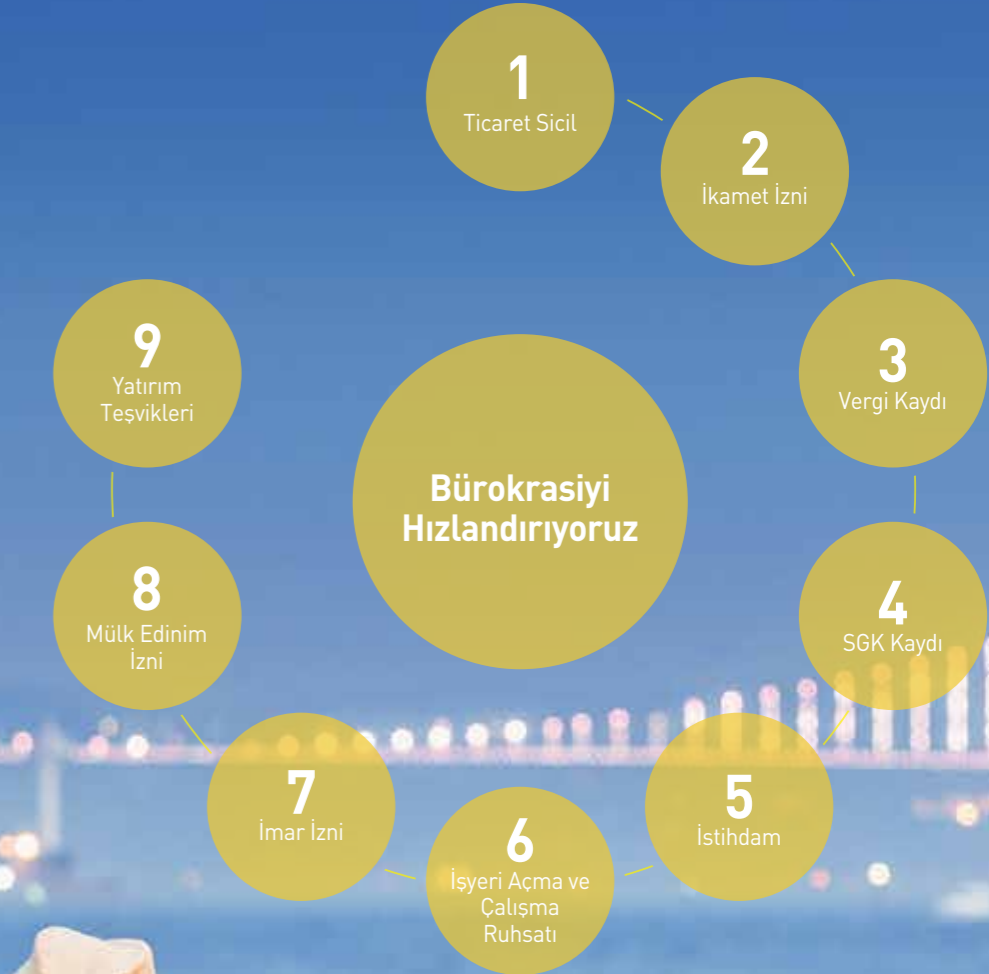 1
Ticaret Sicil
2
İkamet İzni
3
Vergi Kaydı
4
SGK Kaydı
5
İstihdam
6
İşyeri Açma ve
Çalışma
Ruhsatı
7
İmar İzni
8
Mülk Edinim
İzni
9
Yatırım
Teşvikleri
Bürokrasiyi
Hızlandırıyoruz